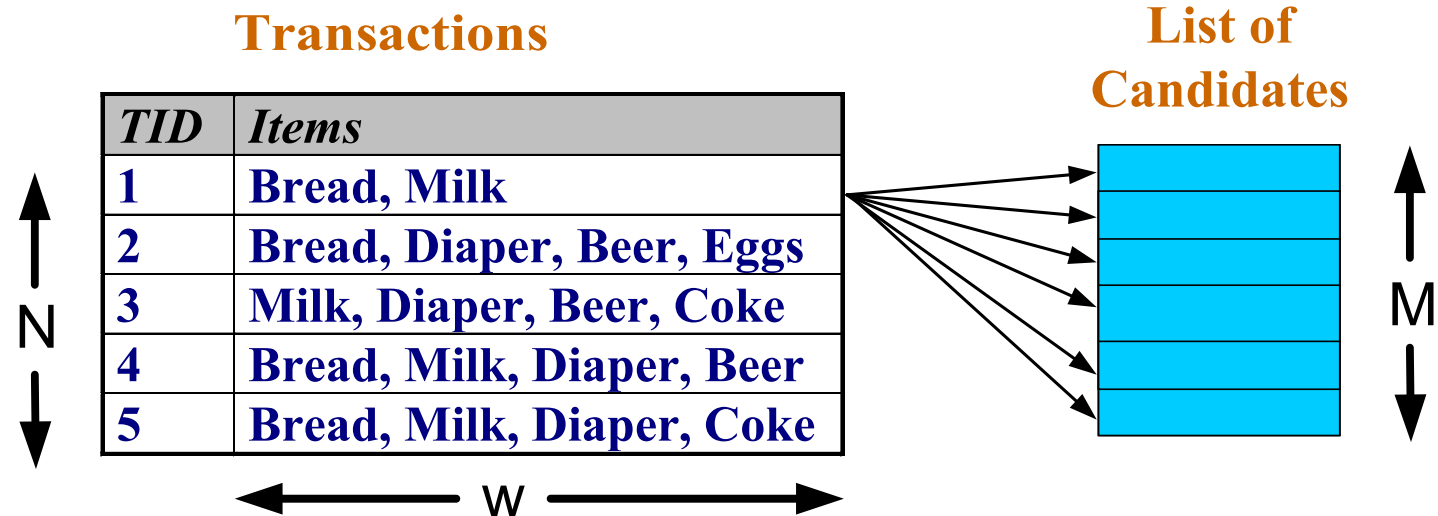 Transactions
List of
Candidates
TID Items
1 Bread, Milk
2 Bread, Diaper, Beer, Eggs
3 Milk, Diaper, Beer, Coke
4 Bread, Milk, Diaper, Beer
5 Bread, Milk, Diaper, Coke
N
M
w